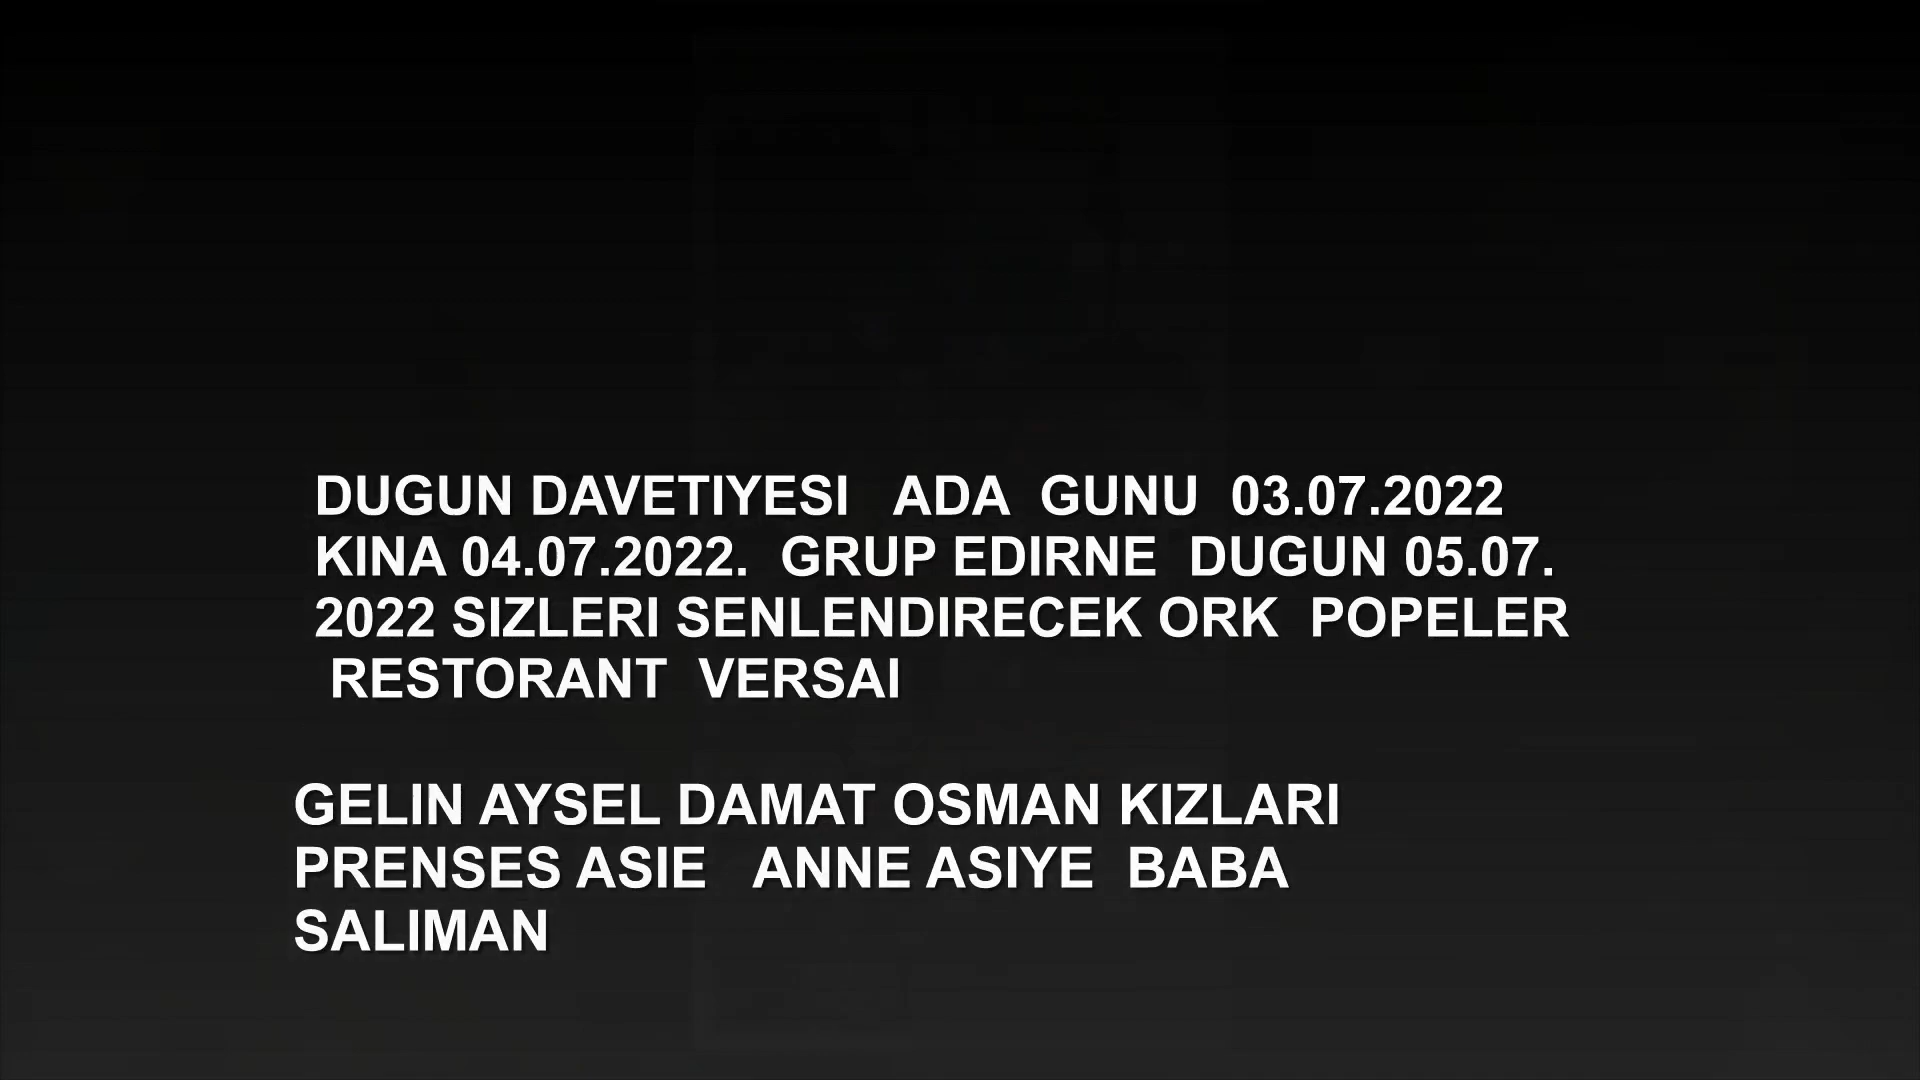 DUGUN DAVETIYESI   ADA  GUNU  03.07.2022
KINA 04.07.2022.  GRUP EDIRNE  DUGUN 05.07.
2022 SIZLERI SENLENDIRECEK ORK  POPELER
RESTORANT  VERSAI
GELIN AYSEL DAMAT OSMAN KIZLARI
PRENSES ASIE   ANNE ASIYE  BABA
SALIMAN